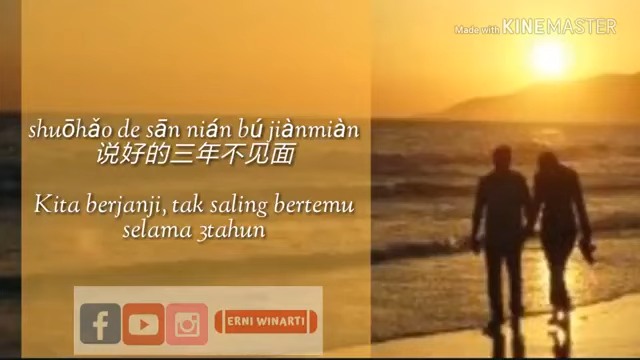 Made with KINEMASTER
shuōhǎo de sān nián bú jiànmiàn
说好的三年不见面
Kita berjanji, tak saling bertemu
selama 3tahun
ERNI WINARTI